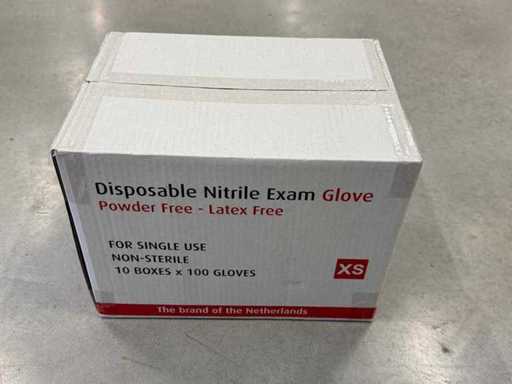 Disposable Nitrile Exam Glove
Powder Free - Latex Free
FOR SINGLE USE
NON-STERILE
10 BOXES x 100 GLOVES
XS
The brand of the Netherlands